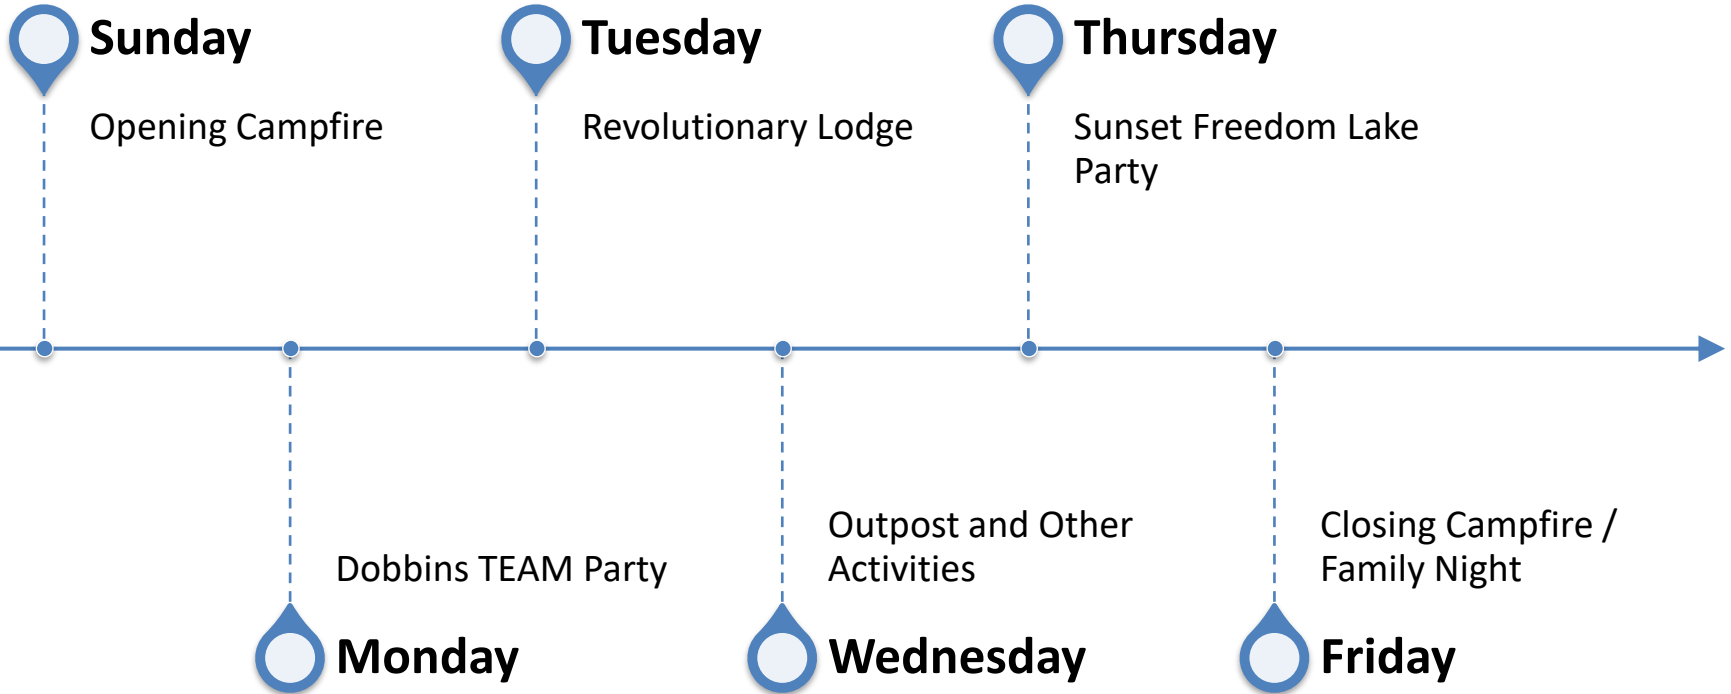 Sunday
Opening Campfire
Tuesday
Revolutionary Lodge
Thursday
Sunset Freedom Lake
Party
Dobbins TEAM Party
Monday
Outpost and Other
Activities
Wednesday
Closing Campfire /
Family Night
Friday